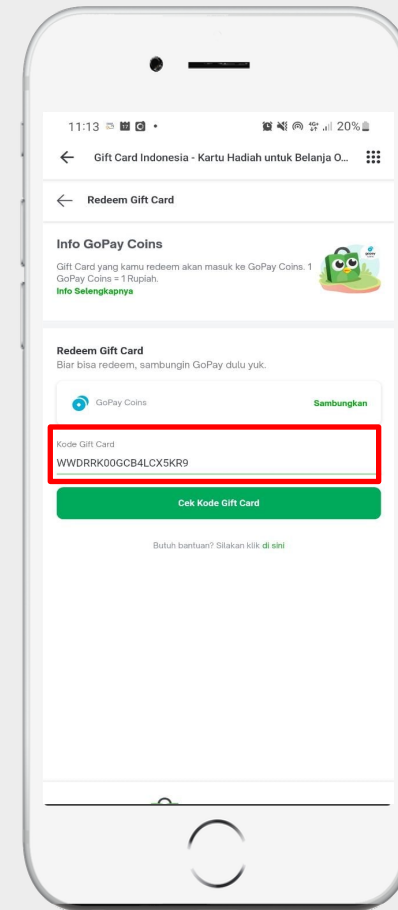 11:13
4G+
20%
Gift Card Indonesia - Kartu Hadiah untuk Belanja O...
Redeem Gift Card
Info GoPay Coins
Gift Card yang kamu redeem akan masuk ke GoPay Coins. 1
GoPay Coins = 1 Rupiah.
Info Selengkapnya
Redeem Gift Card
Biar bisa redeem, sambungin GoPay dulu yuk.
GoPay Coins
Sambungkan
Kode Gift Card
WWDRRK00GCB4LCX5KR9
Cek Kode Gift Card
Butuh bantuan? Silakan klik di sini